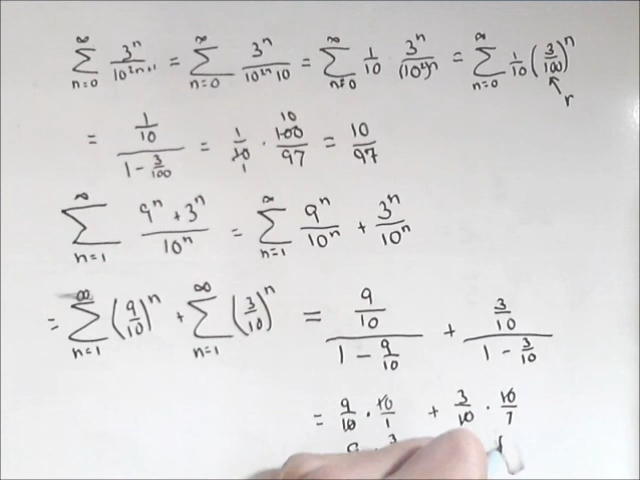 ∞∑n=0 3^n/10^(2n+1) = ∞∑n=0 3^n/(10^(2n) 10) = ∞∑n=0 1/10 3^n/(10^2)^n = ∞∑n=0 1/10 (3/100)^n
r
= (1/10)/(1 - 3/100) = 1/10 · 100/97 = 10/97
∞∑n=1 (9^n + 3^n)/10^n = ∞∑n=1 9^n/10^n + 3^n/10^n
= ∞∑n=1 (9/10)^n + ∞∑n=1 (3/10)^n = (9/10)/(1 - 9/10) + (3/10)/(1 - 3/10)
= 9/10 · 10/1 + 3/10 · 10/7